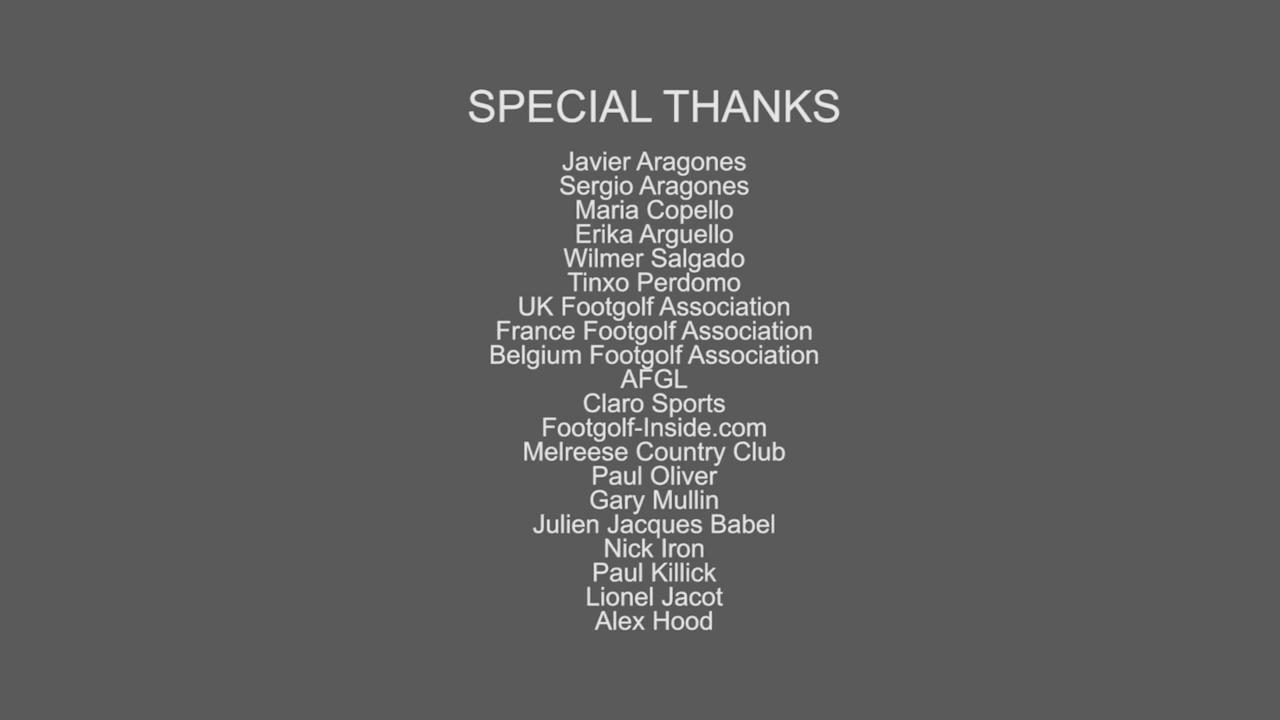 SPECIAL THANKS
Javier Aragones
Sergio Aragones
Maria Copello
Erika Arguello
Wilmer Salgado
Tinxo Perdomo
UK Footgolf Association
France Footgolf Association
Belgium Footgolf Association
AFGL
Claro Sports
Footgolf-Inside.com
Melreese Country Club
Paul Oliver
Gary Mullin
Julien Jacques Babel
Nick Iron
Paul Killick
Lionel Jacot
Alex Hood